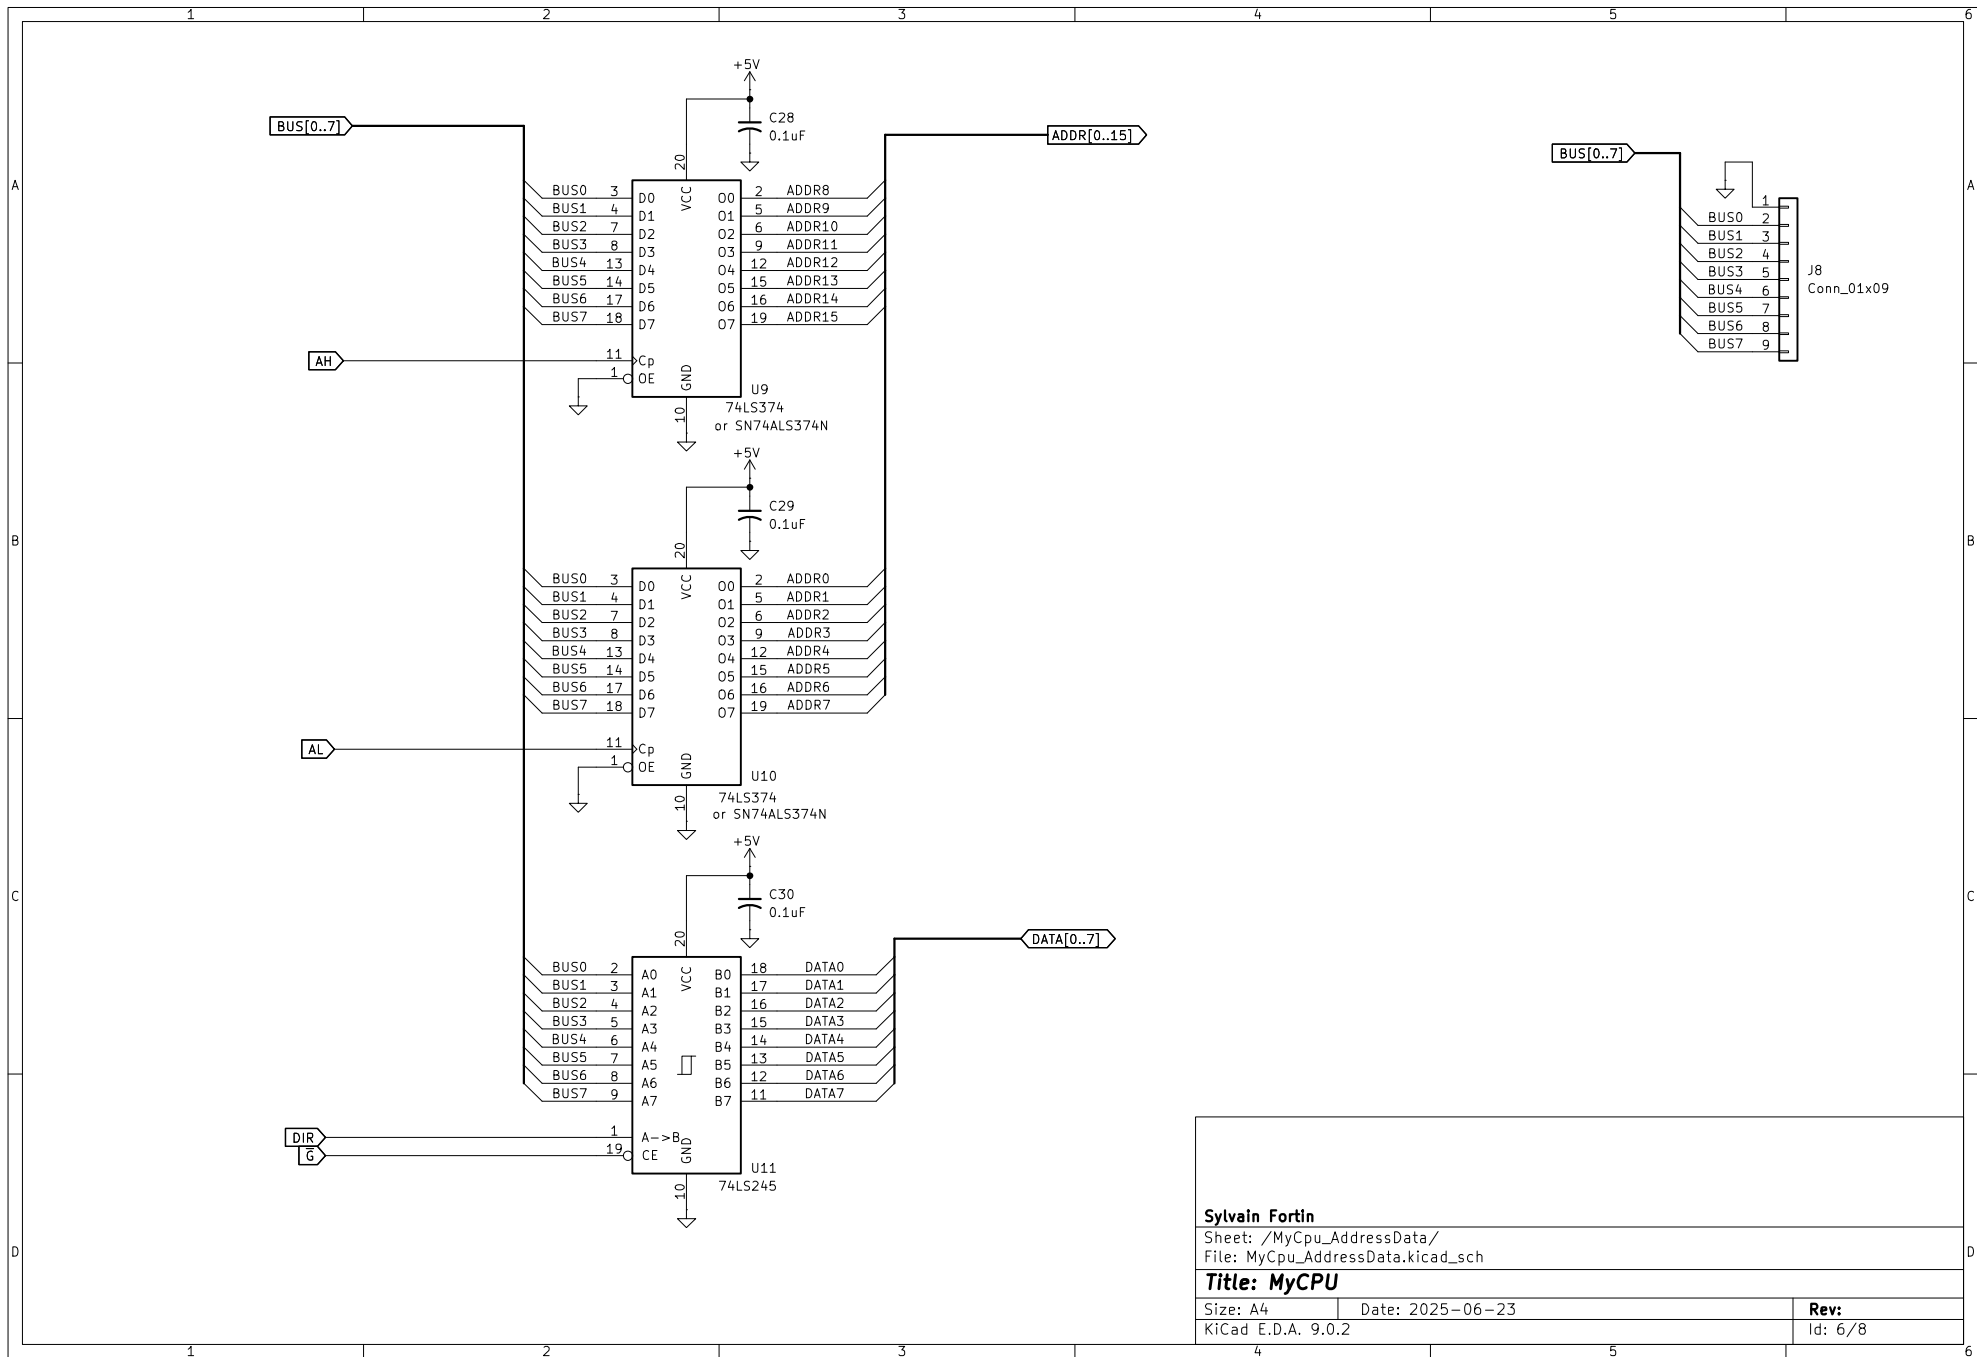 1 2 3 4 5 6
A
B
C
D
BUS[0..7]
+5V
C28
0.1uF
ADDR[0..15]
20
VCC
BUS0 3 D0 O0 2 ADDR8
BUS1 4 D1 O1 5 ADDR9
BUS2 7 D2 O2 6 ADDR10
BUS3 8 D3 O3 9 ADDR11
BUS4 13 D4 O4 12 ADDR12
BUS5 14 D5 O5 15 ADDR13
BUS6 17 D6 O6 16 ADDR14
BUS7 18 D7 O7 19 ADDR15
AH 11 Cp
1 OE
GND
10
U9
74LS374
or SN74ALS374N
+5V
C29
0.1uF
20
VCC
BUS0 3 D0 O0 2 ADDR0
BUS1 4 D1 O1 5 ADDR1
BUS2 7 D2 O2 6 ADDR2
BUS3 8 D3 O3 9 ADDR3
BUS4 13 D4 O4 12 ADDR4
BUS5 14 D5 O5 15 ADDR5
BUS6 17 D6 O6 16 ADDR6
BUS7 18 D7 O7 19 ADDR7
AL 11 Cp
1 OE
GND
10
U10
74LS374
or SN74ALS374N
+5V
C30
0.1uF
DATA[0..7]
20
VCC
BUS0 2 A0 B0 18 DATA0
BUS1 3 A1 B1 17 DATA1
BUS2 4 A2 B2 16 DATA2
BUS3 5 A3 B3 15 DATA3
BUS4 6 A4 B4 14 DATA4
BUS5 7 A5 B5 13 DATA5
BUS6 8 A6 B6 12 DATA6
BUS7 9 A7 B7 11 DATA7
DIR 1 A->B
G 19 CE
GND
10
U11
74LS245
BUS[0..7]
1
BUS0 2
BUS1 3
BUS2 4
BUS3 5
BUS4 6
BUS5 7
BUS6 8
BUS7 9
J8
Conn_01x09
A
B
C
D
Sylvain Fortin
Sheet: /MyCpu_AddressData/
File: MyCpu_AddressData.kicad_sch
Title: MyCPU
Size: A4 Date: 2025-06-23 Rev:
KiCad E.D.A. 9.0.2 Id: 6/8
1 2 3 4 5 6